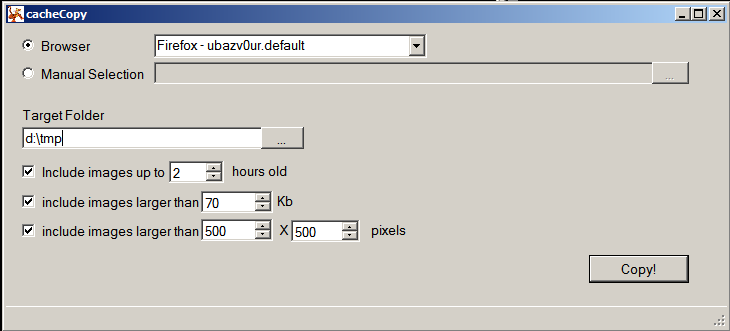 cacheCopy
Browser
Firefox - ubazv0ur.default
Manual Selection
...
Target Folder
d:\tmp
...
Include images up to 2 hours old
include images larger than 70 Kb
include images larger than 500 X 500 pixels
Copy!